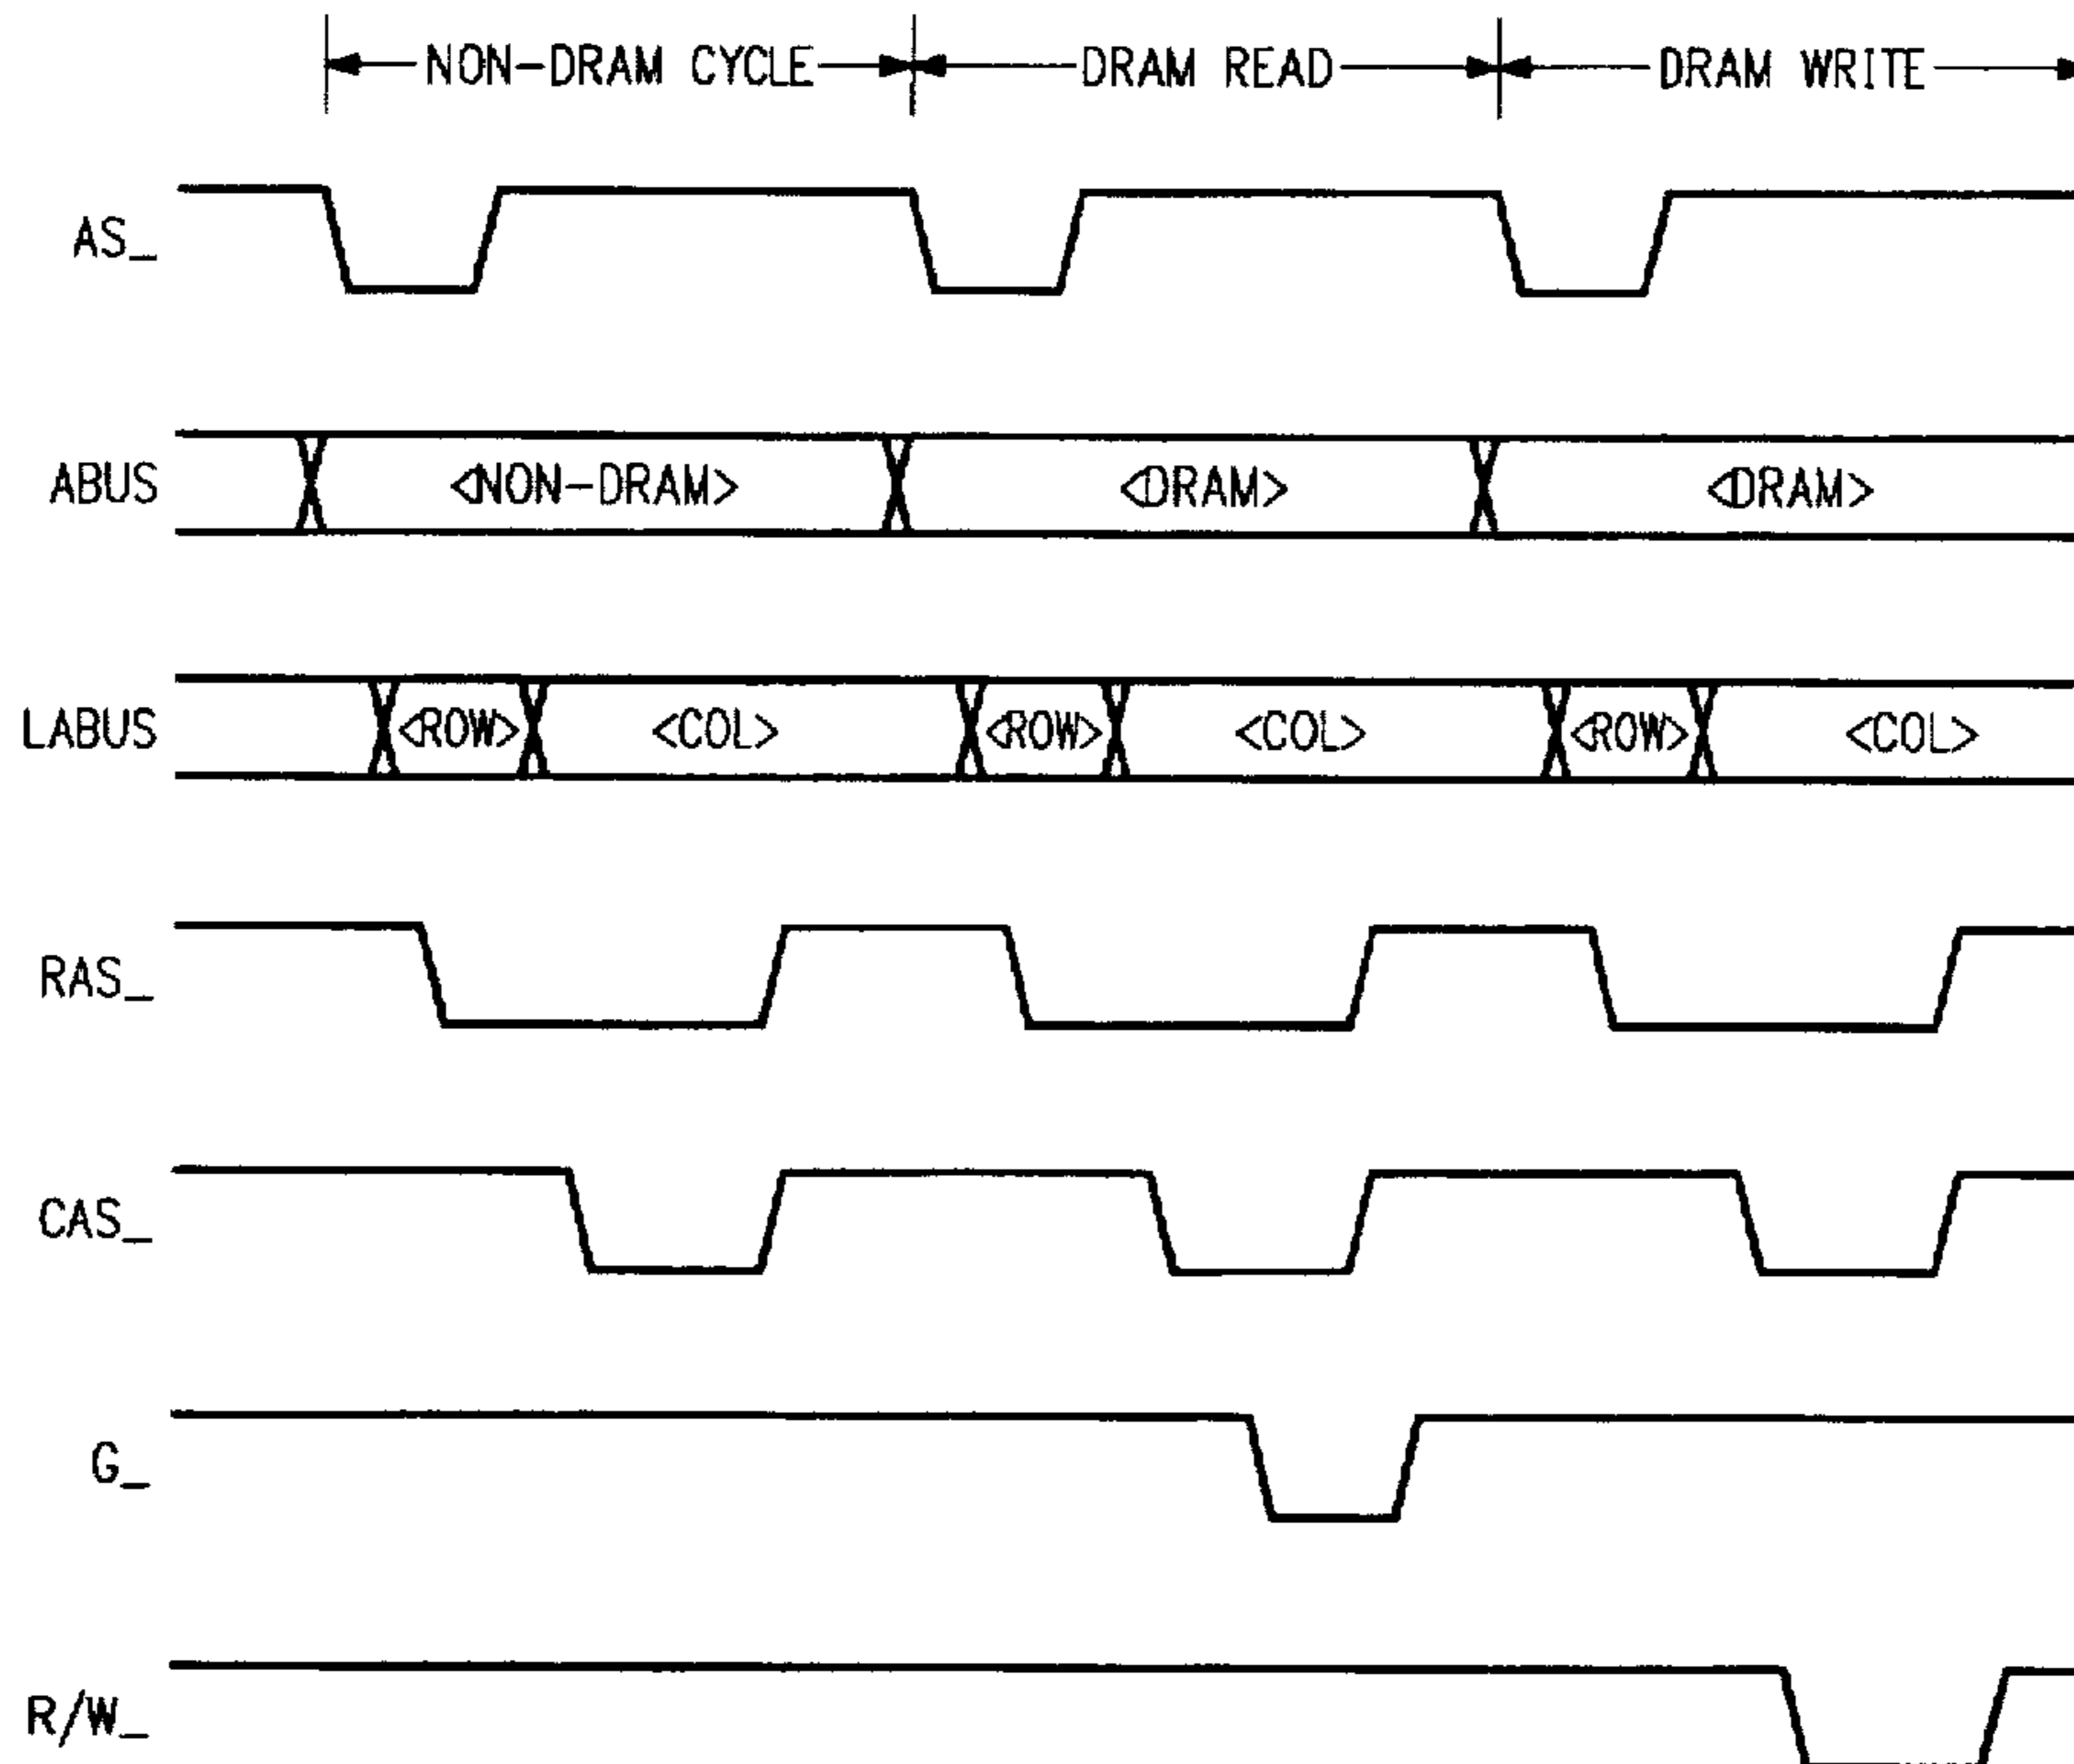 NON-DRAM CYCLE DRAM READ DRAM WRITE
AS_
ABUS <NON-DRAM> <DRAM> <DRAM>
LABUS <ROW> <COL> <ROW> <COL> <ROW> <COL>
RAS_
CAS_
G_
R/W_